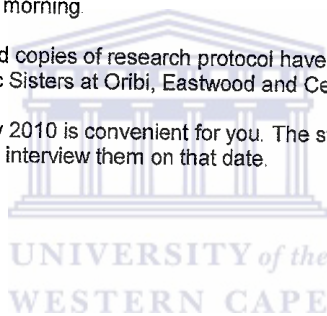 morning.
d copies of research protocol have
c Sisters at Oribi, Eastwood and Ce
y 2010 is convenient for you. The s
interview them on that date.
UNIVERSITY of the
WESTERN CAPE